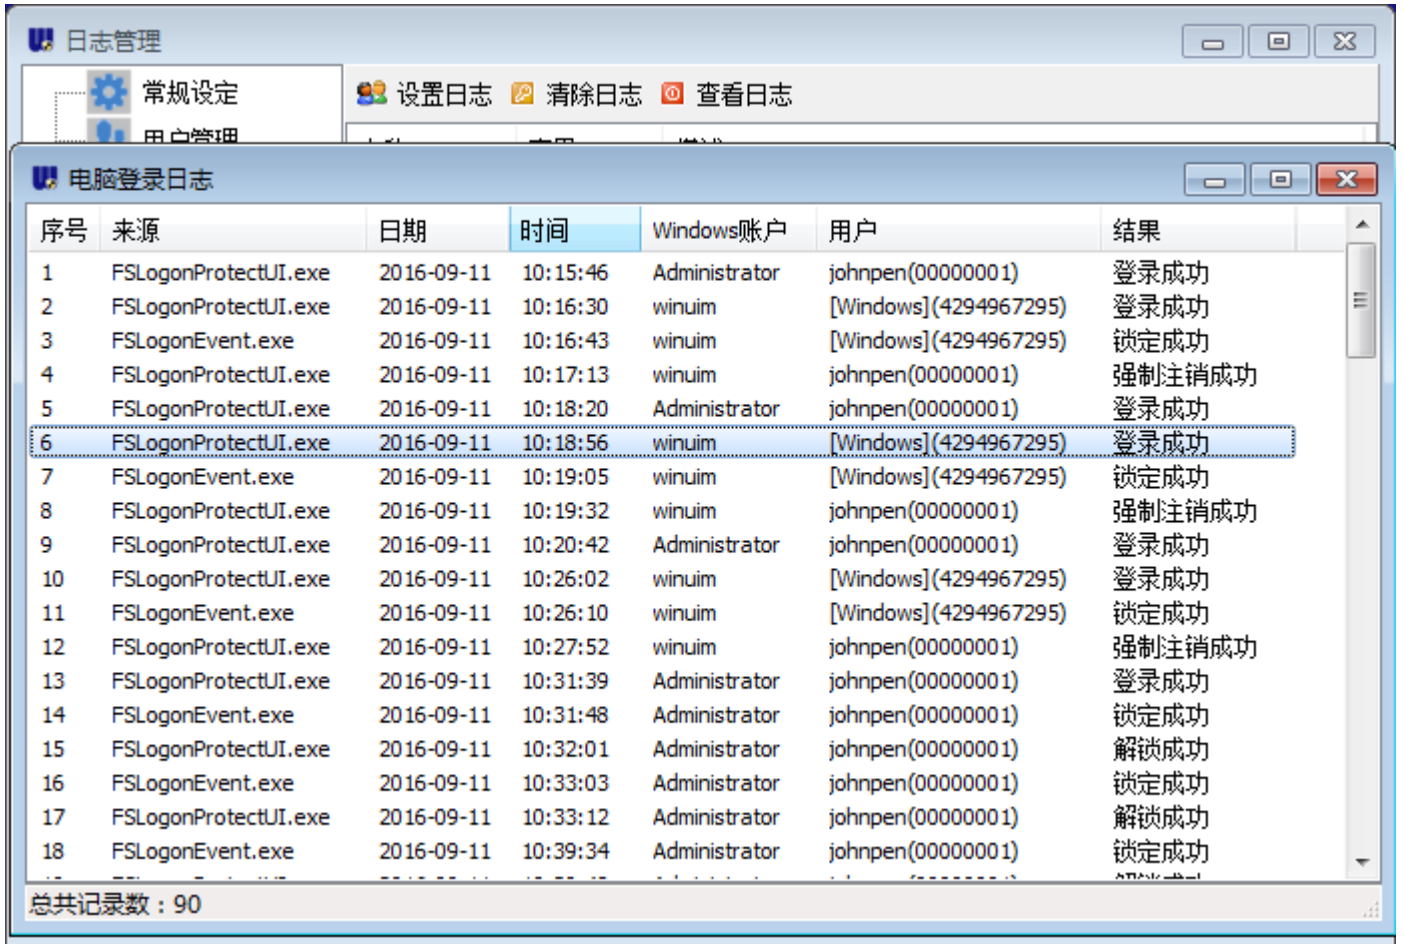 日志管理
常规设定 设置日志 清除日志 查看日志
用户管理
电脑登录日志
序号 来源 日期 时间 Windows账户 用户 结果
1 FSLogonProtectUI.exe 2016-09-11 10:15:46 Administrator johnpen(00000001) 登录成功
2 FSLogonProtectUI.exe 2016-09-11 10:16:30 winuim [Windows](4294967295) 登录成功
3 FSLogonEvent.exe 2016-09-11 10:16:43 winuim [Windows](4294967295) 锁定成功
4 FSLogonProtectUI.exe 2016-09-11 10:17:13 winuim johnpen(00000001) 强制注销成功
5 FSLogonProtectUI.exe 2016-09-11 10:18:20 Administrator johnpen(00000001) 登录成功
6 FSLogonProtectUI.exe 2016-09-11 10:18:56 winuim [Windows](4294967295) 登录成功
7 FSLogonEvent.exe 2016-09-11 10:19:05 winuim [Windows](4294967295) 锁定成功
8 FSLogonProtectUI.exe 2016-09-11 10:19:32 winuim johnpen(00000001) 强制注销成功
9 FSLogonProtectUI.exe 2016-09-11 10:20:42 Administrator johnpen(00000001) 登录成功
10 FSLogonProtectUI.exe 2016-09-11 10:26:02 winuim [Windows](4294967295) 登录成功
11 FSLogonEvent.exe 2016-09-11 10:26:10 winuim [Windows](4294967295) 锁定成功
12 FSLogonProtectUI.exe 2016-09-11 10:27:52 winuim johnpen(00000001) 强制注销成功
13 FSLogonProtectUI.exe 2016-09-11 10:31:39 Administrator johnpen(00000001) 登录成功
14 FSLogonEvent.exe 2016-09-11 10:31:48 Administrator johnpen(00000001) 锁定成功
15 FSLogonProtectUI.exe 2016-09-11 10:32:01 Administrator johnpen(00000001) 解锁成功
16 FSLogonEvent.exe 2016-09-11 10:33:03 Administrator johnpen(00000001) 锁定成功
17 FSLogonProtectUI.exe 2016-09-11 10:33:12 Administrator johnpen(00000001) 解锁成功
18 FSLogonEvent.exe 2016-09-11 10:39:34 Administrator johnpen(00000001) 锁定成功
总共记录数：90